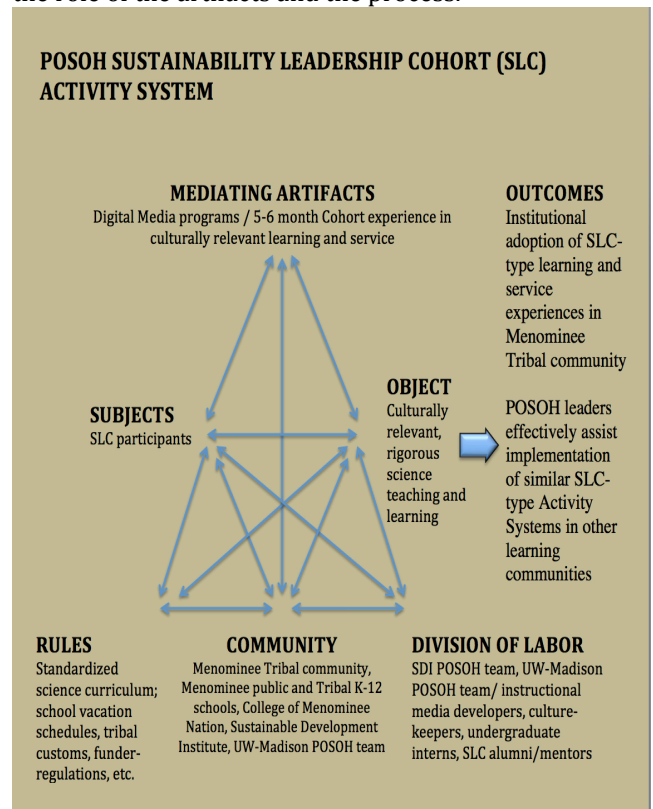 the role of the artifacts and the process.
POSOH SUSTAINABILITY LEADERSHIP COHORT (SLC)
ACTIVITY SYSTEM
MEDIATING ARTIFACTS
Digital Media programs / 5-6 month Cohort experience in
culturally relevant learning and service
OUTCOMES
Institutional
adoption of SLC-
type learning and
service
experiences in
Menominee
Tribal community
POSOH leaders
effectively assist
implementation
of similar SLC-
type Activity
Systems in other
learning
communities
SUBJECTS
SLC participants
OBJECT
Culturally
relevant,
rigorous
science
teaching and
learning
RULES
Standardized
science curriculum;
school vacation
schedules, tribal
customs, funder-
regulations, etc.
COMMUNITY
Menominee Tribal community,
Menominee public and Tribal K-12
schools, College of Menominee
Nation, Sustainable Development
Institute, UW-Madison POSOH team
DIVISION OF LABOR
SDI POSOH team, UW-Madison
POSOH team/ instructional
media developers, culture-
keepers, undergraduate
interns, SLC alumni/mentors